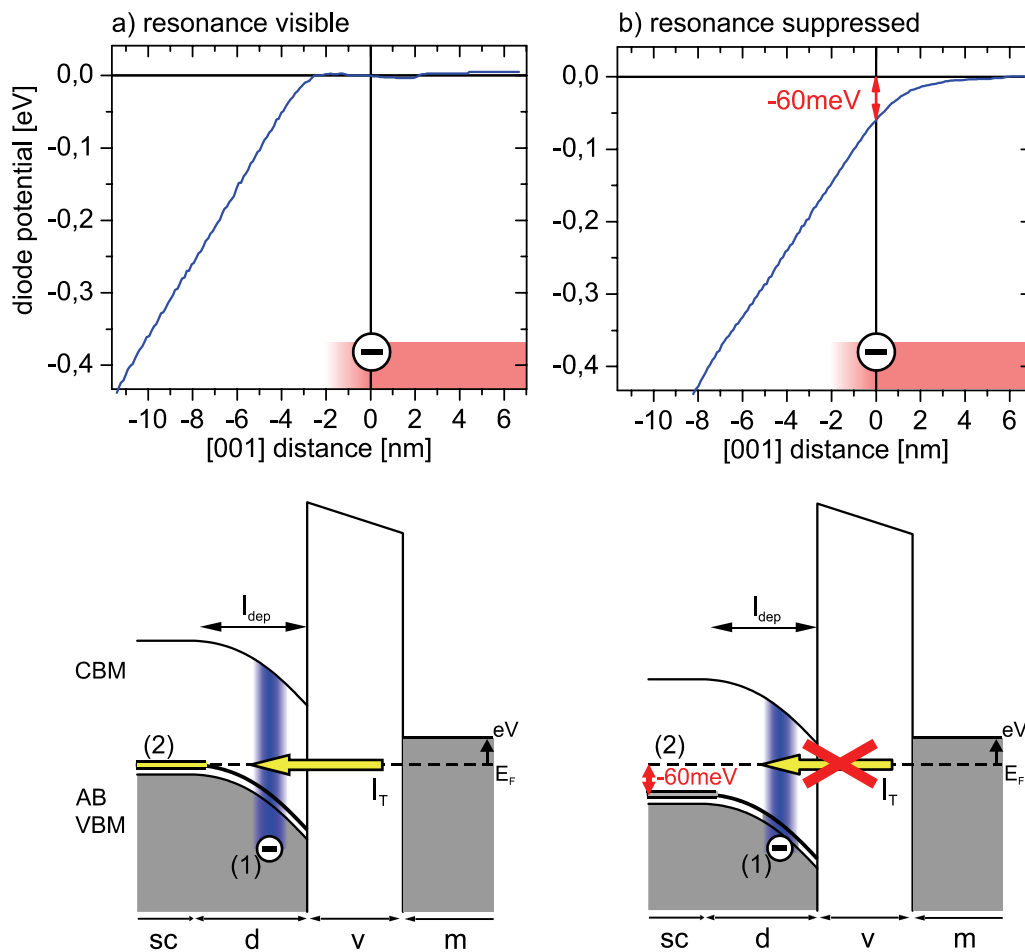 a) resonance visible
b) resonance suppressed
diode potential [eV]
0,0
-0,1
-0,2
-0,3
-0,4
-10 -8 -6 -4 -2 0 2 4 6
[001] distance [nm]
0,0
-60meV
-0,1
-0,2
-0,3
-0,4
-10 -8 -6 -4 -2 0 2 4 6
[001] distance [nm]
l_dep
CBM
(2)
eV
E_F
I_T
AB
VBM
(1)
sc d v m
l_dep
(2)
eV
-60meV
E_F
I_T
(1)
sc d v m